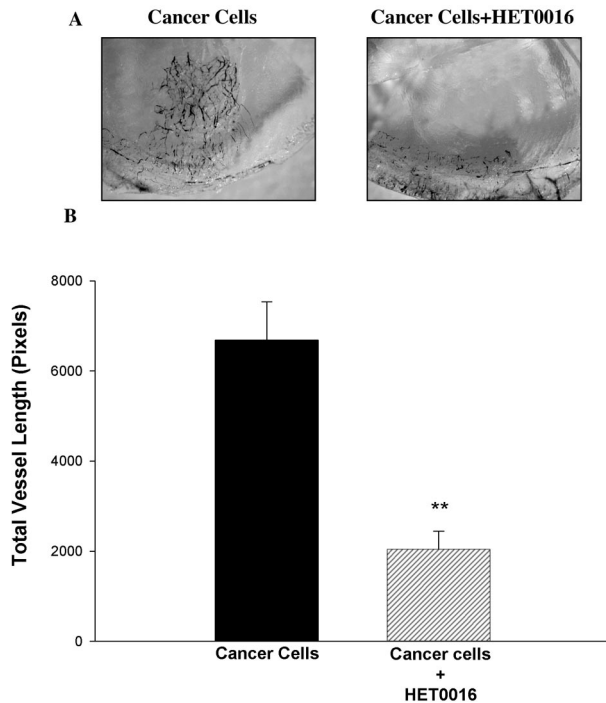 A
Cancer Cells
Cancer Cells+HET0016
B
Total Vessel Length (Pixels)
8000
6000
4000
2000
0
**
Cancer Cells
Cancer cells
+
HET0016